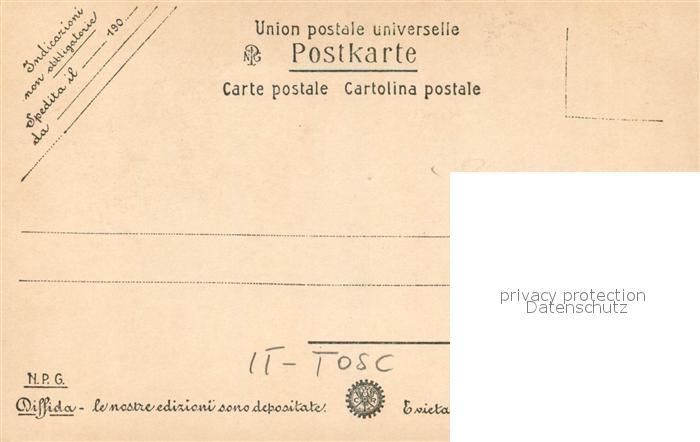 Indicazioni
non obbligatorie
Spedita il 190
da
Union postale universelle
Postkarte
Carte postale Cartolina postale
privacy protection
Datenschutz
IT - TOSC
N.P.G.
Diffida - le nostre edizioni sono depositate. E vieta